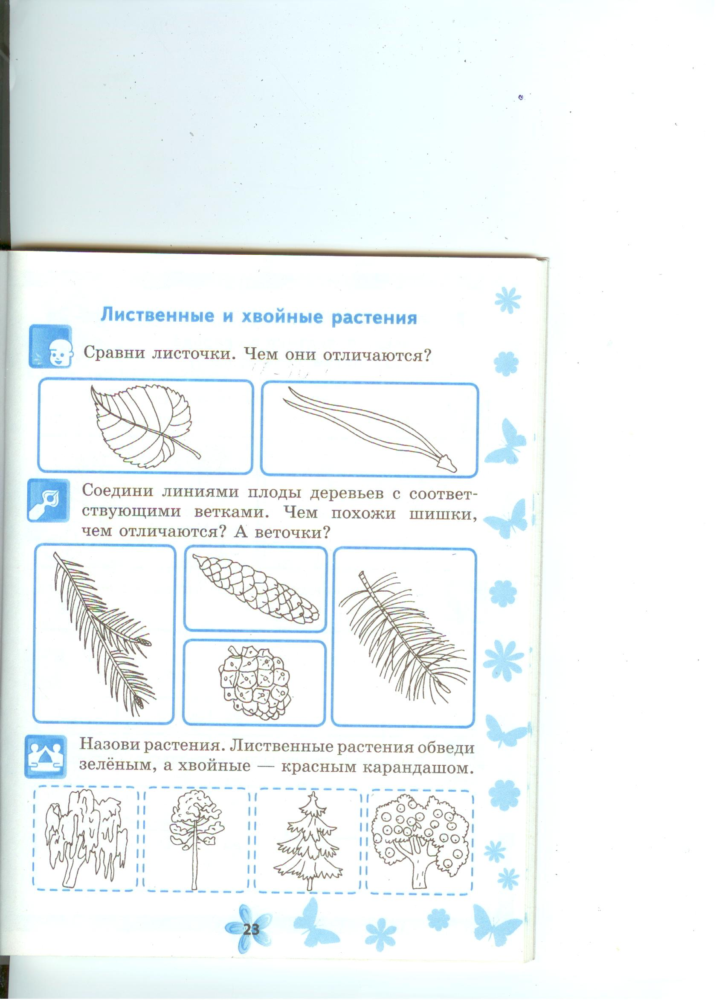 Лиственные и хвойные растения
Сравни листочки. Чем они отличаются?
Соедини линиями плоды деревьев с соответ-
ствующими ветками. Чем похожи шишки,
чем отличаются? А веточки?
Назови растения. Лиственные растения обведи
зелёным, а хвойные — красным карандашом.
23